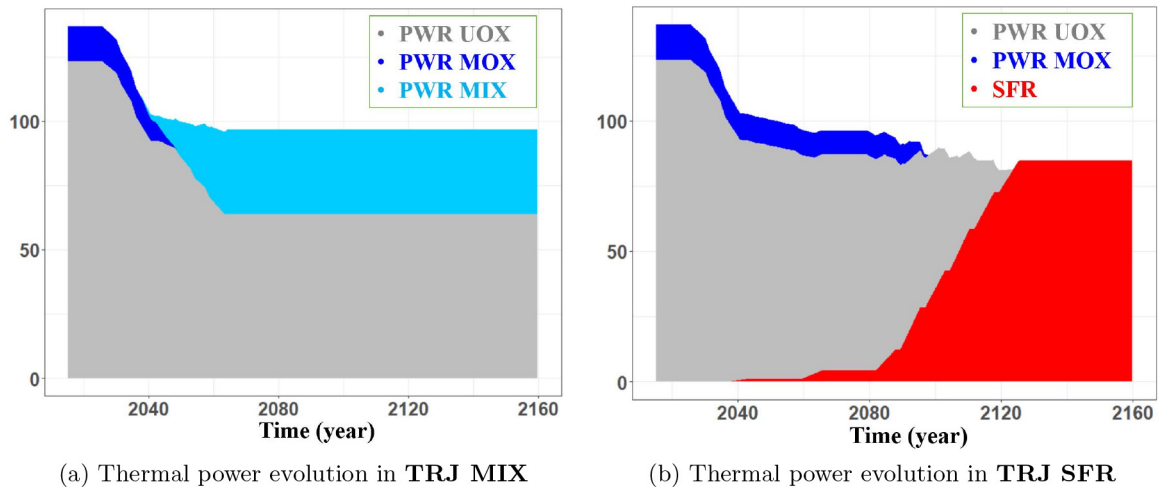 PWR UOX
PWR MOX
PWR MIX
100
50
0
2040 2080 2120 2160
Time (year)
(a) Thermal power evolution in TRJ MIX
PWR UOX
PWR MOX
SFR
100
50
0
2040 2080 2120 2160
Time (year)
(b) Thermal power evolution in TRJ SFR